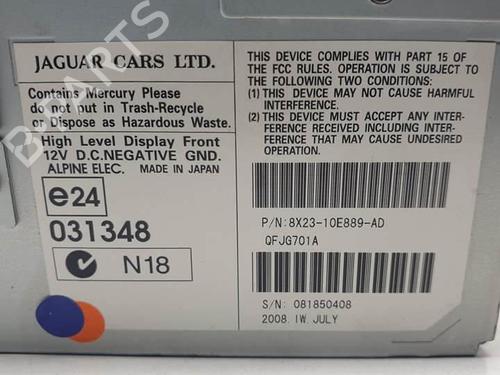 JAGUAR CARS LTD.
Contains Mercury Please
do not put in Trash-Recycle
or Dispose as Hazardous Waste.
High Level Display Front
12V D.C.NEGATIVE GND.
ALPINE ELEC. MADE IN JAPAN
e24
031348
N18
THIS DEVICE COMPLIES WITH PART 15 OF
THE FCC RULES. OPERATION IS SUBJECT TO
THE FOLLOWING TWO CONDITIONS:
(1) THIS DEVICE MAY NOT CAUSE HARMFUL
INTERFERENCE.
(2) THIS DEVICE MUST ACCEPT ANY INTER-
FERENCE RECEIVED INCLUDING INTER-
FERENCE THAT MAY CAUSE UNDESIRED
OPERATION.
P/N:8X23-10E889-AD
QFJG701A
S/N: 081850408
2008.IW.JULY
B-PARTS